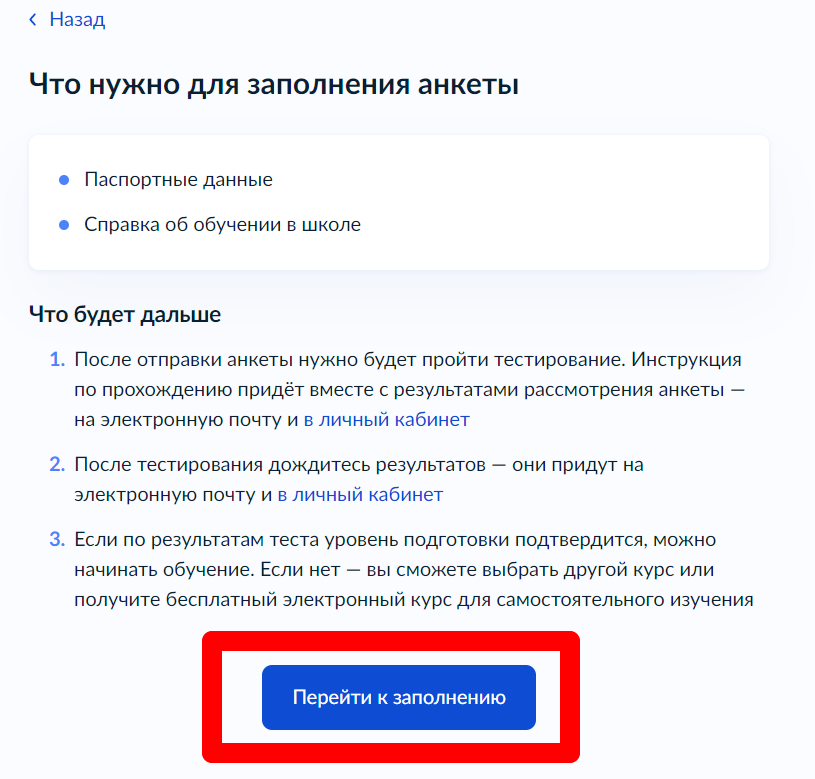 Назад
Что нужно для заполнения анкеты
Паспортные данные
Справка об обучении в школе
Что будет дальше
1. После отправки анкеты нужно будет пройти тестирование. Инструкция
по прохождению придёт вместе с результатами рассмотрения анкеты —
на электронную почту и в личный кабинет
2. После тестирования дождитесь результатов — они придут на
электронную почту и в личный кабинет
3. Если по результатам теста уровень подготовки подтвердится, можно
начинать обучение. Если нет — вы сможете выбрать другой курс или
получите бесплатный электронный курс для самостоятельного изучения
Перейти к заполнению